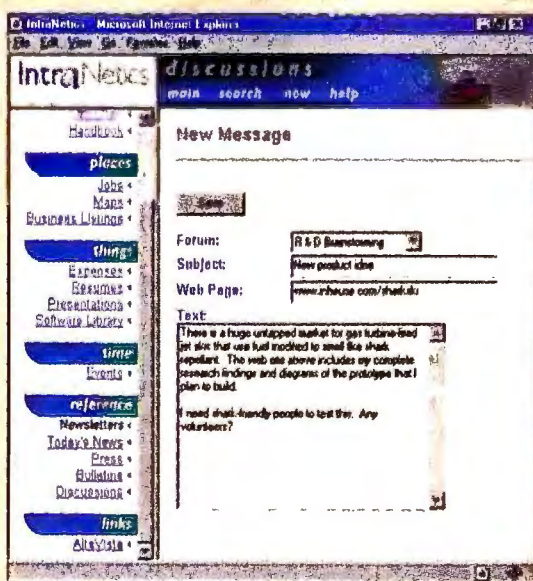 IntraNetics - Microsoft Internet Explorer
File Edit View Go Favorites Help
IntraNetics
discussions
main search new help
Handbook
places
Jobs
Maps
Business Listings
things
Expenses
Resumes
Presentations
Software Library
time
Events
reference
Newsletters
Today's News
Press
Bulletins
Discussions
links
AltaVista
New Message
Save
Forum: R & D Brainstorming
Subject: New product idea
Web Page:
Text:
There is a huge untapped market for gas turbine-fired
jet skis that use fuel modified to smell like shark
repellant. The web site above includes my complete
research findings and diagrams of the prototype that I
plan to build.
I need shark-friendly people to test this. Any
volunteers?